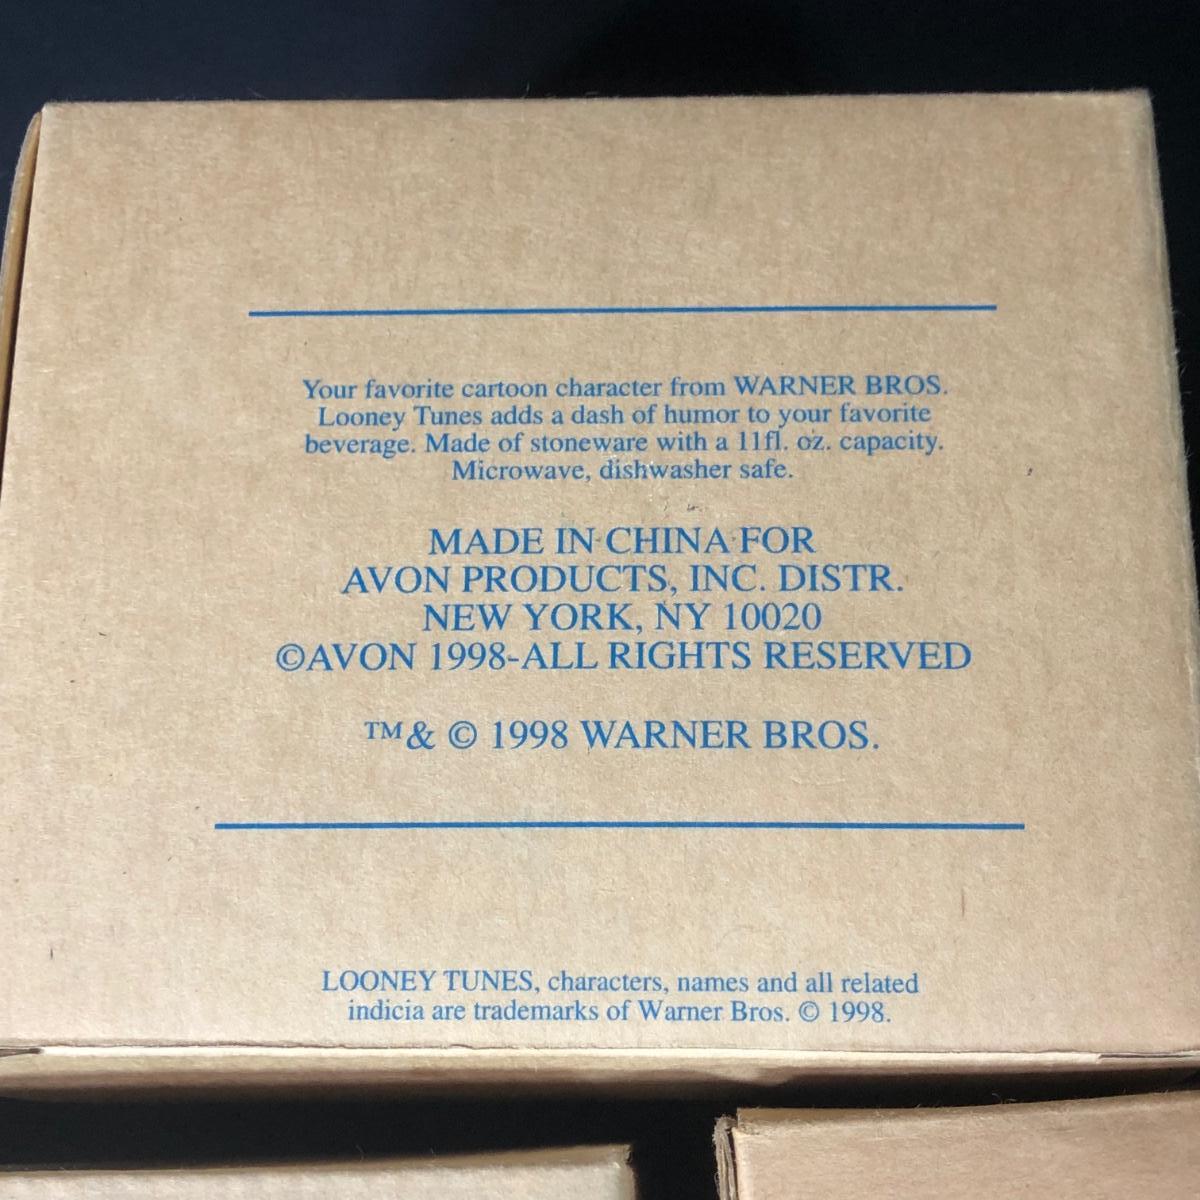 Your favorite cartoon character from WARNER BROS.
Looney Tunes adds a dash of humor to your favorite
beverage. Made of stoneware with a 11fl. oz. capacity.
Microwave, dishwasher safe.
MADE IN CHINA FOR
AVON PRODUCTS, INC. DISTR.
NEW YORK, NY 10020
©AVON 1998-ALL RIGHTS RESERVED
™& © 1998 WARNER BROS.
LOONEY TUNES, characters, names and all related
indicia are trademarks of Warner Bros. © 1998.